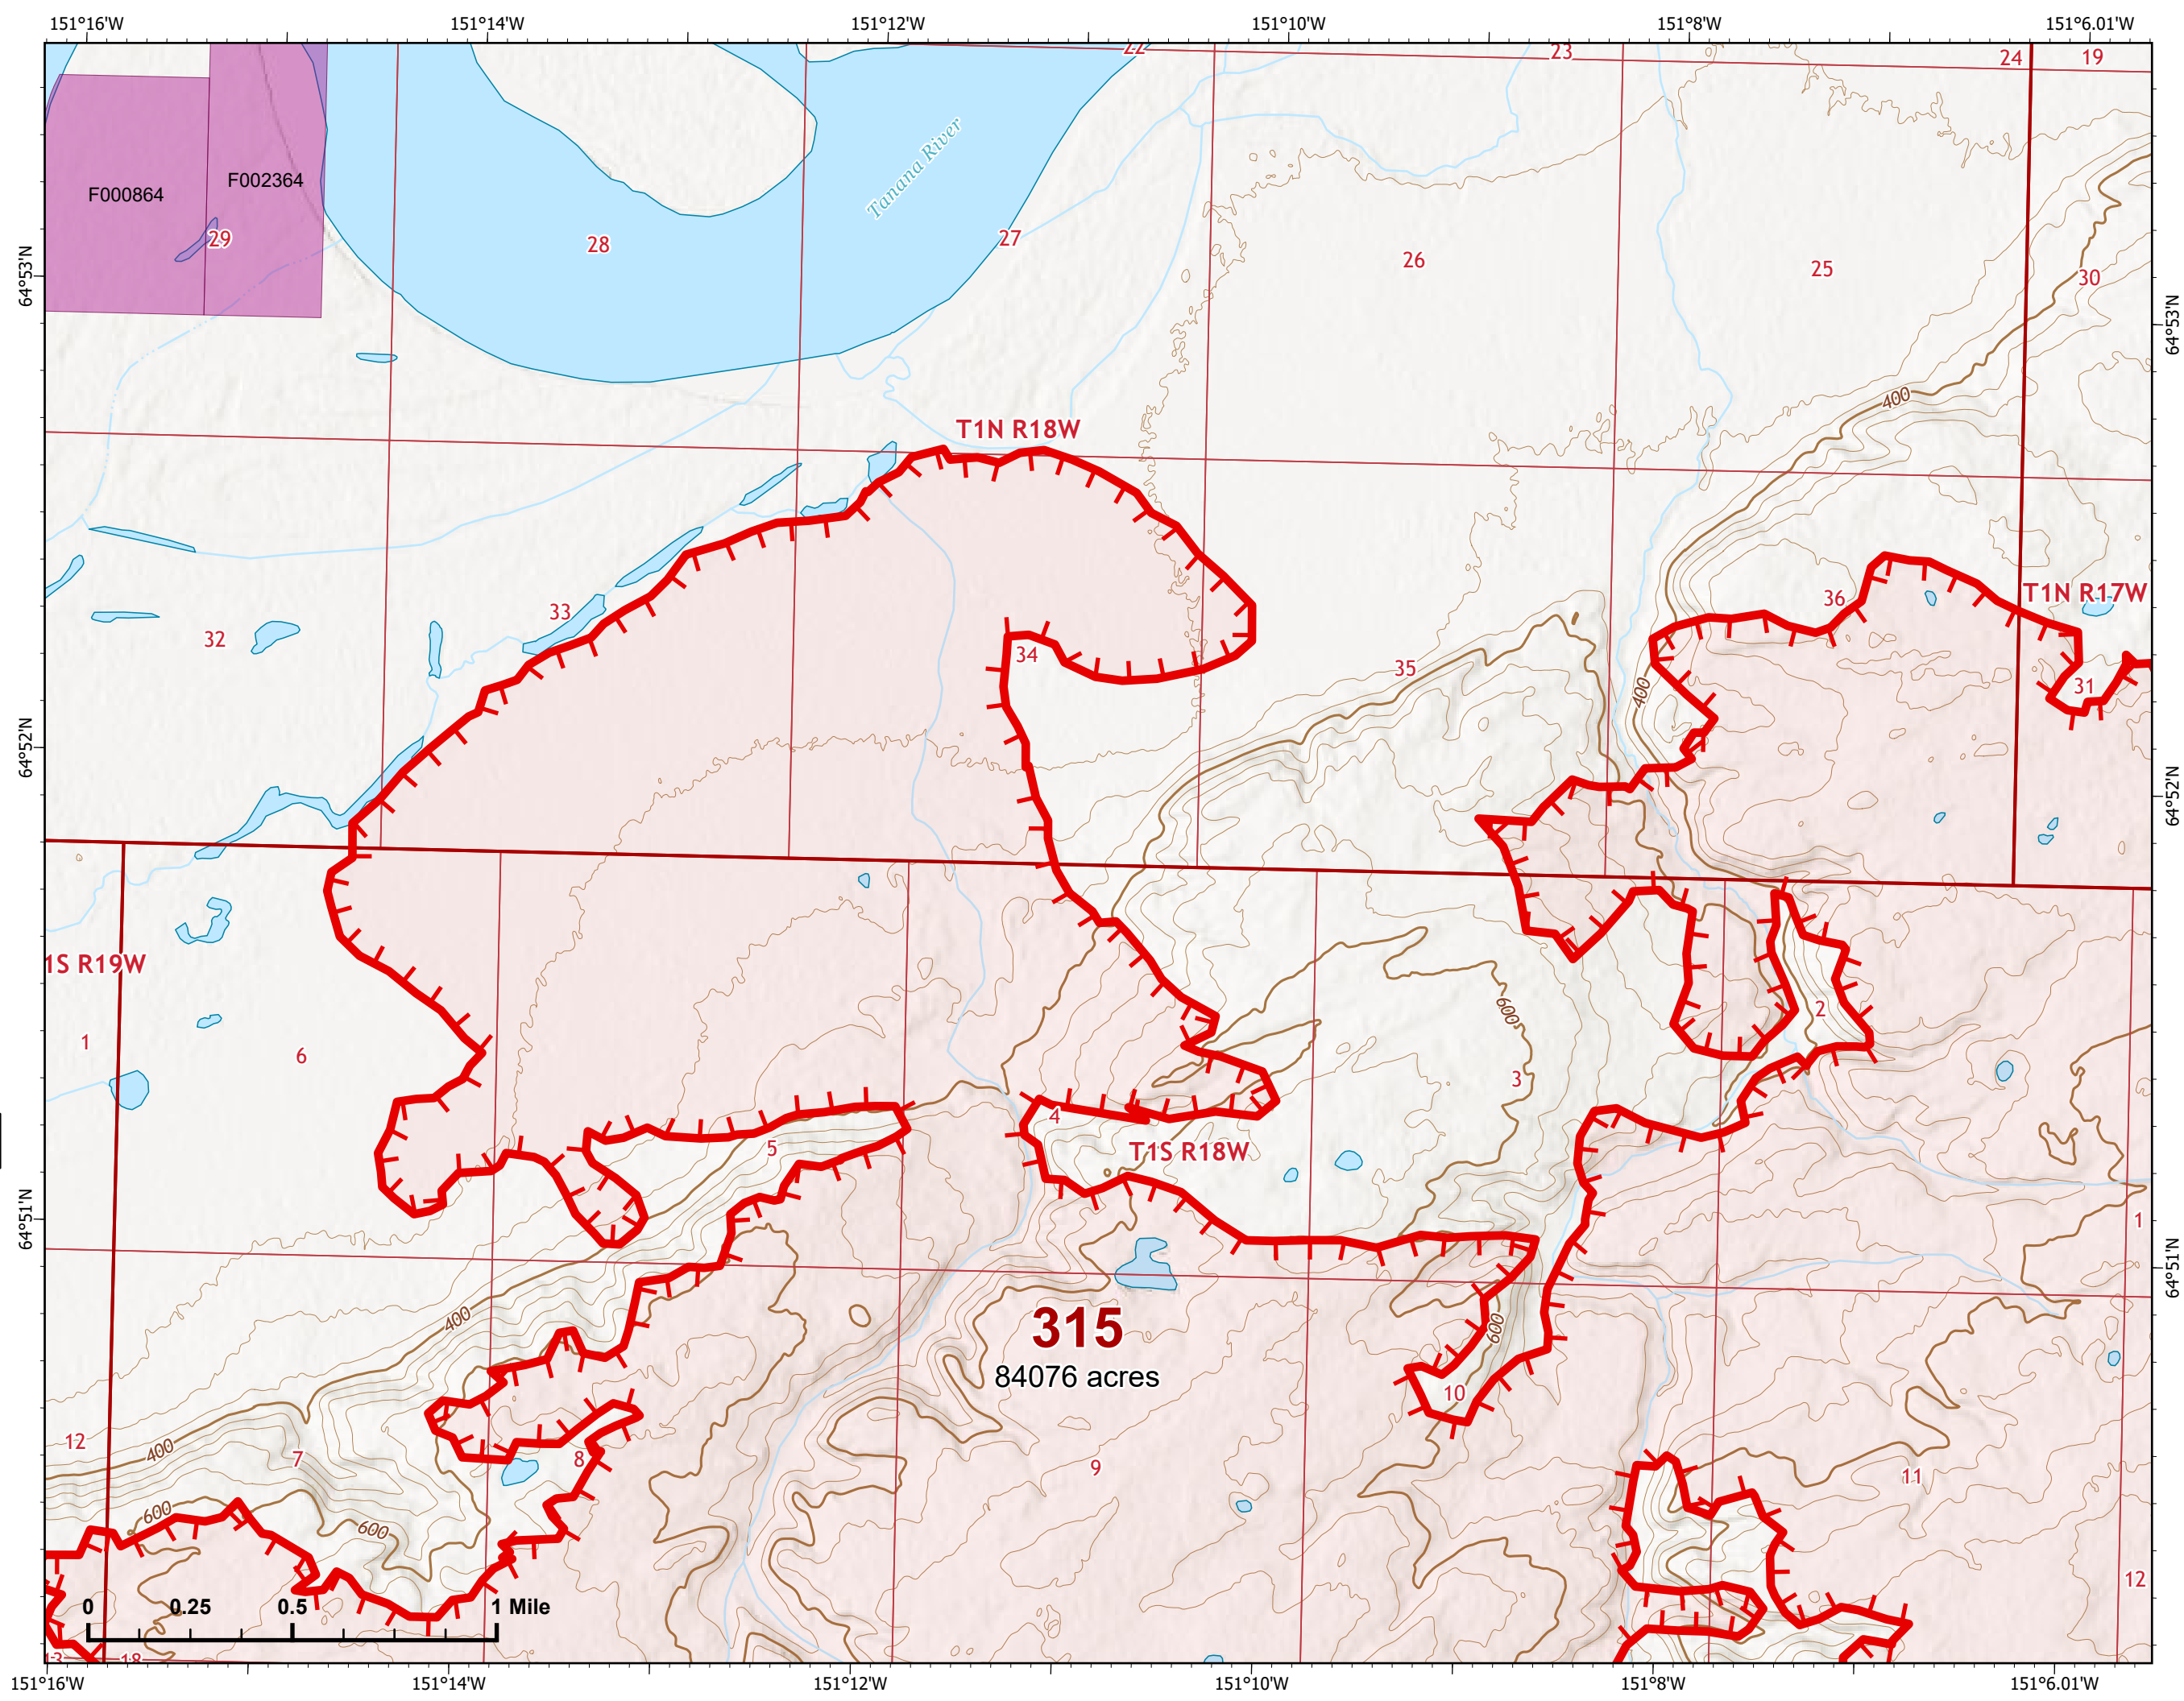 151°16'W 151°14'W 151°12'W 151°10'W 151°8'W 151°6.01'W
22 23 24 19
F000864 F002364
Tanana River
29 28 27 26 25 30
64°53'N 64°53'N
400
T1N R18W
T1N R17W
32 33 34 35 36 31
400
64°52'N 64°52'N
1S R19W
1 6 5 4 3 2 1
600
T1S R18W
64°51'N 64°51'N
315
84076 acres
400
600
10
12 7 8 9 11 12
400
600
600
0 0.25 0.5 1 Mile
13 18
151°16'W 151°14'W 151°12'W 151°10'W 151°8'W 151°6.01'W